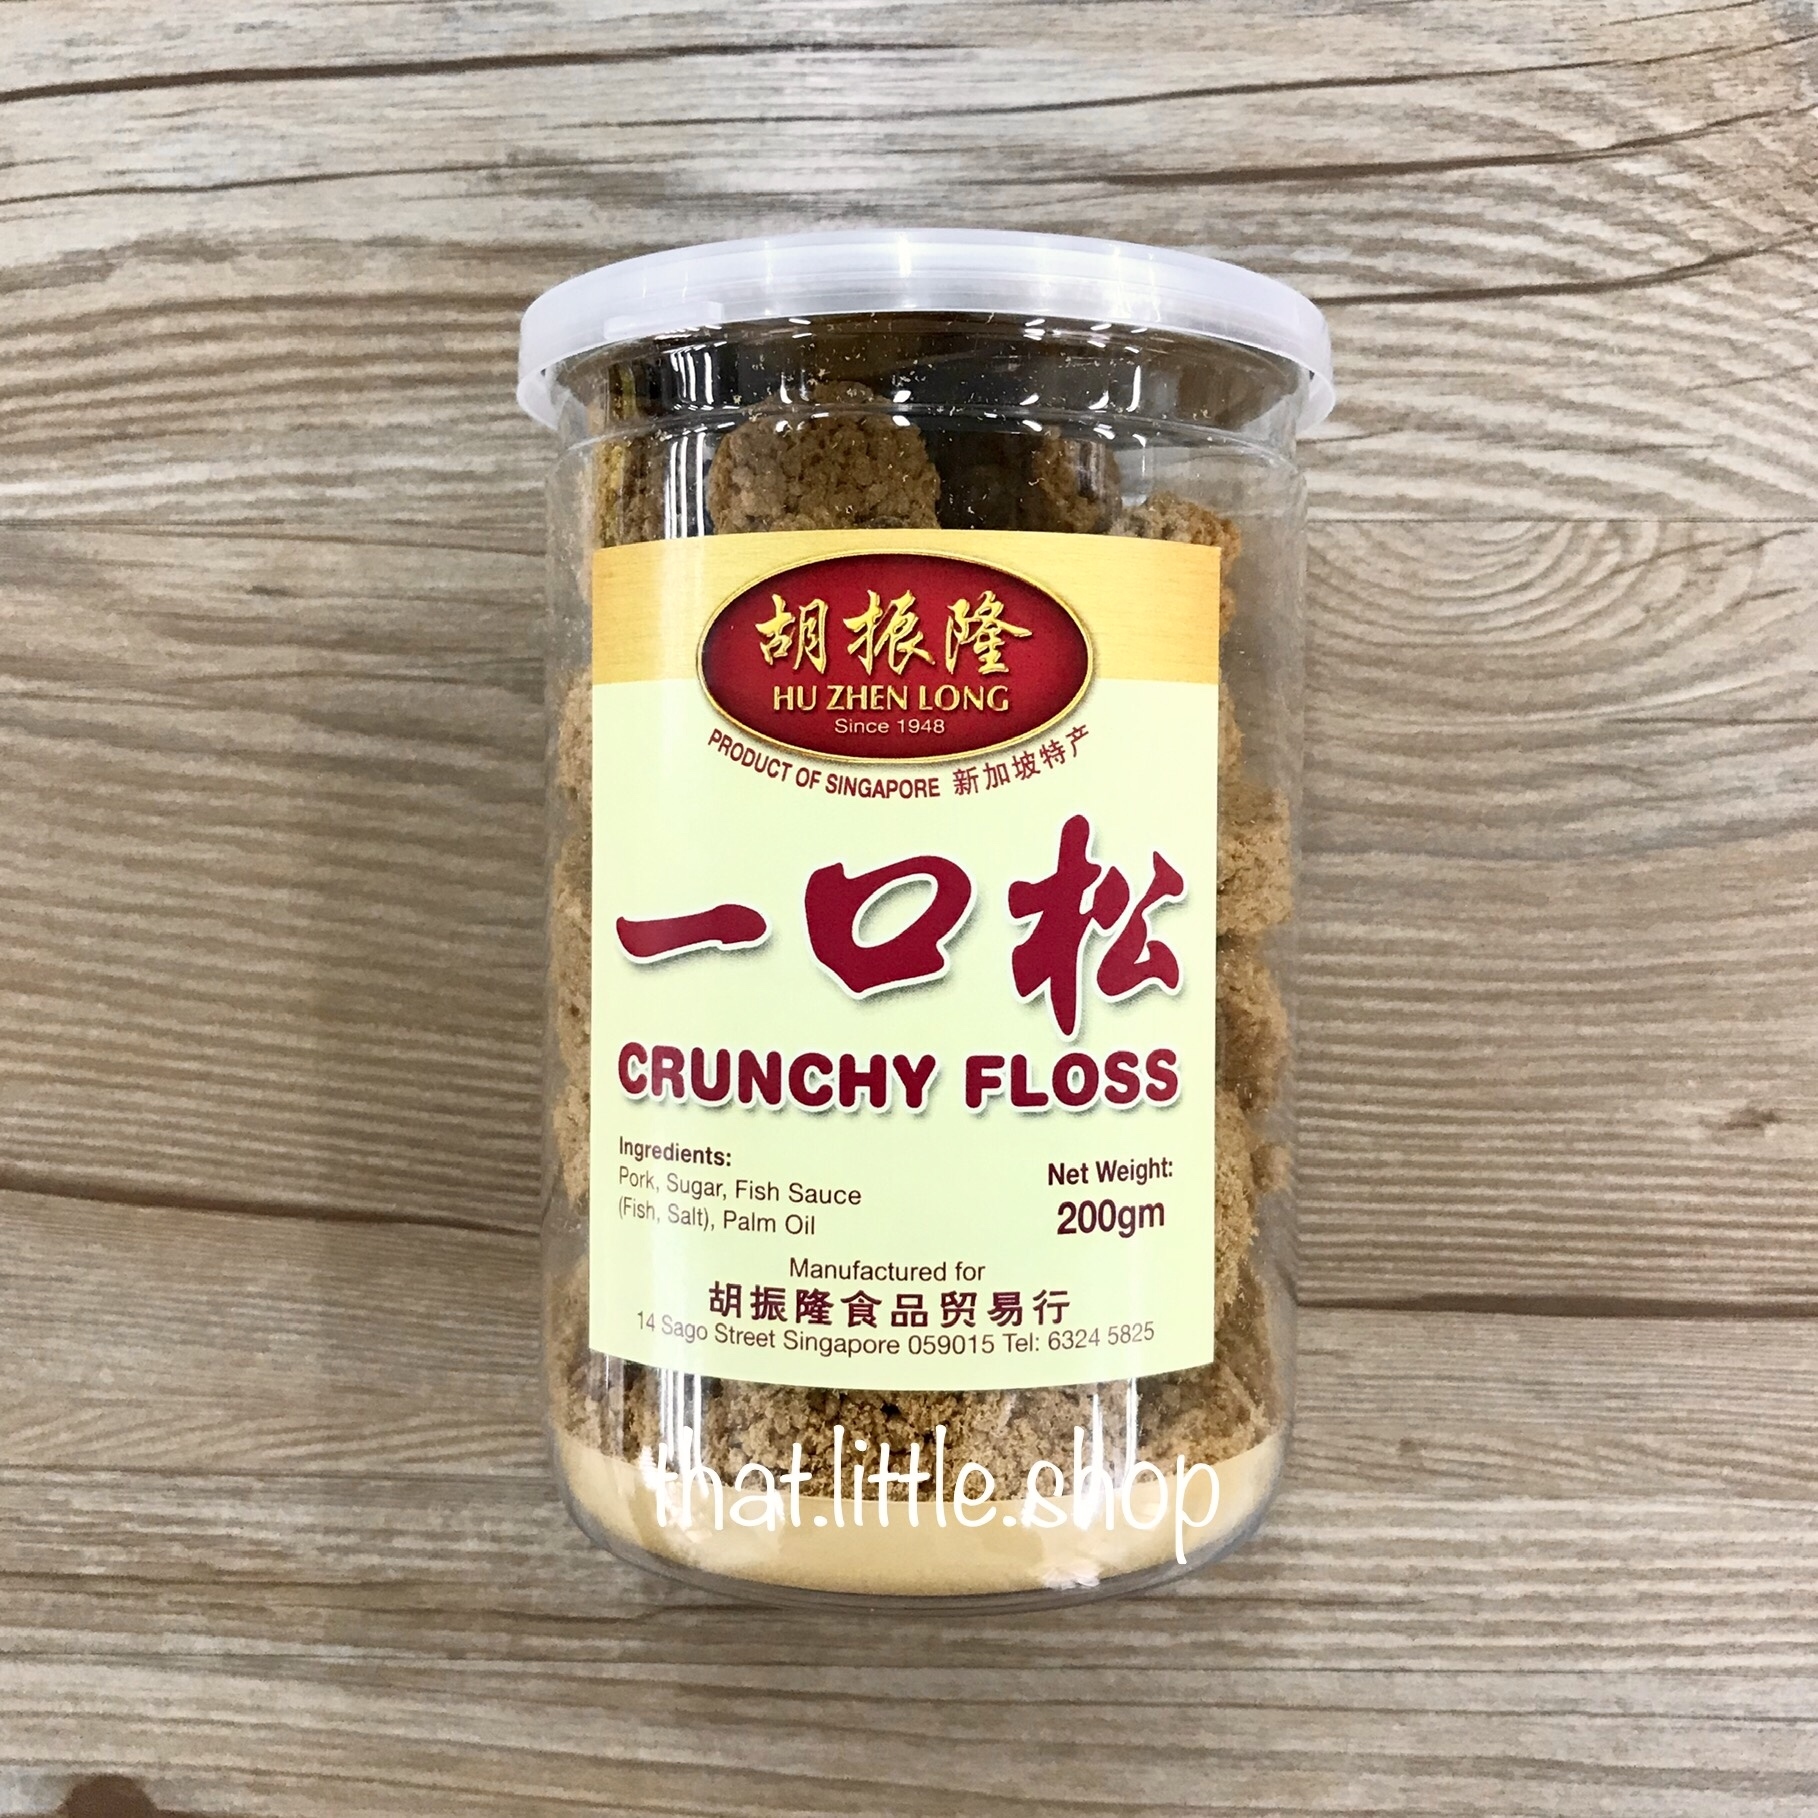 胡振隆
HU ZHEN LONG
Since 1948
PRODUCT OF SINGAPORE 新加坡特产
一口松
CRUNCHY FLOSS
Ingredients:
Pork, Sugar, Fish Sauce
(Fish, Salt), Palm Oil
Net Weight:
200gm
Manufactured for
胡振隆食品贸易行
14 Sago Street Singapore 059015 Tel: 6324 5825
that.little.shop